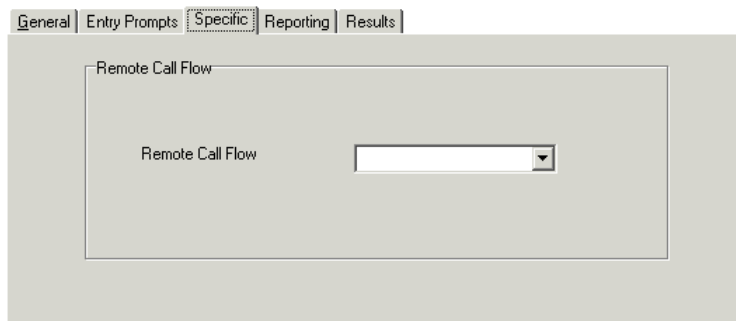 General Entry Prompts Specific Reporting Results
Remote Call Flow
Remote Call Flow